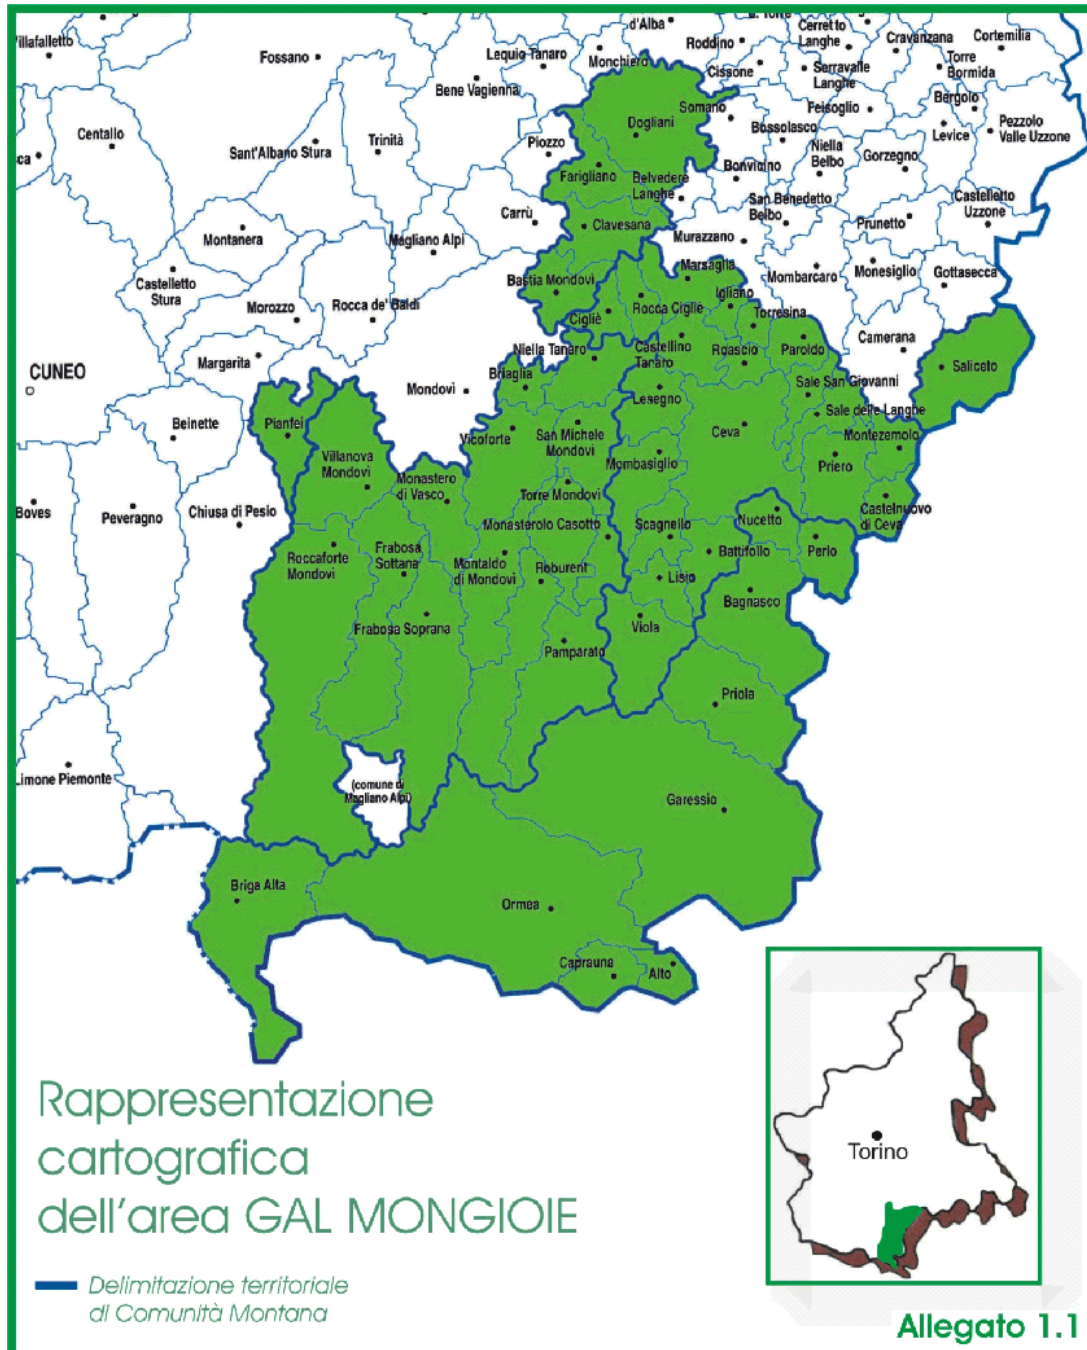 d'Alba
Cerretto
Langhe
Cravanzana
Cortemilia
Villafalletto
Fossano
Lequio Tanaro
Monchiero
Roddino
Cissone
Serravalle
Langhe
Torre
Bormida
Bene Vagienna
Somano
Feisoglio
Bergolo
Centallo
Trinità
Dogliani
Bossolasco
Levice
Pezzolo
Valle Uzzone
Sant'Albano Stura
Piozzo
Niella
Belbo
Gorzegno
Farigliano
Belvedere
Langhe
Bonvicino
San Benedetto
Belbo
Castelletto
Uzzone
Carrù
Clavesana
Prunetto
Montanera
Magliano Alpi
Murazzano
Castelletto
Stura
Bastia Mondovì
Marsaglia
Mombarcaro
Monesiglio
Gottasecca
Morozzo
Rocca de' Baldi
Cigliè
Rocca Cigliè
Igliano
Torresina
Margarita
Niella Tanaro
Castellino
Tanaro
Roascio
Paroldo
Camerana
CUNEO
Mondovì
Briaglia
Saliceto
Lesegno
Sale San Giovanni
Sale delle Langhe
Beinette
Pianfei
Villanova
Mondovì
Vicoforte
San Michele
Mondovì
Ceva
Montezemolo
Monastero
di Vasco
Mombasiglio
Priero
Boves
Peveragno
Chiusa di Pesio
Torre Mondovì
Monasterolo Casotto
Scagnello
Nucetto
Castelnuovo
di Ceva
Roccaforte
Mondovì
Frabosa
Sottana
Montaldo
di Mondovì
Roburent
Battifollo
Perlo
Lisio
Bagnasco
Frabosa Soprana
Viola
Pamparato
Priola
Limone Piemonte
(comune di
Magliano Alpi)
Garessio
Briga Alta
Ormea
Caprauna
Alto
Torino
Rappresentazione
cartografica
dell'area GAL MONGIOIE
Delimitazione territoriale
di Comunità Montana
Allegato 1.1